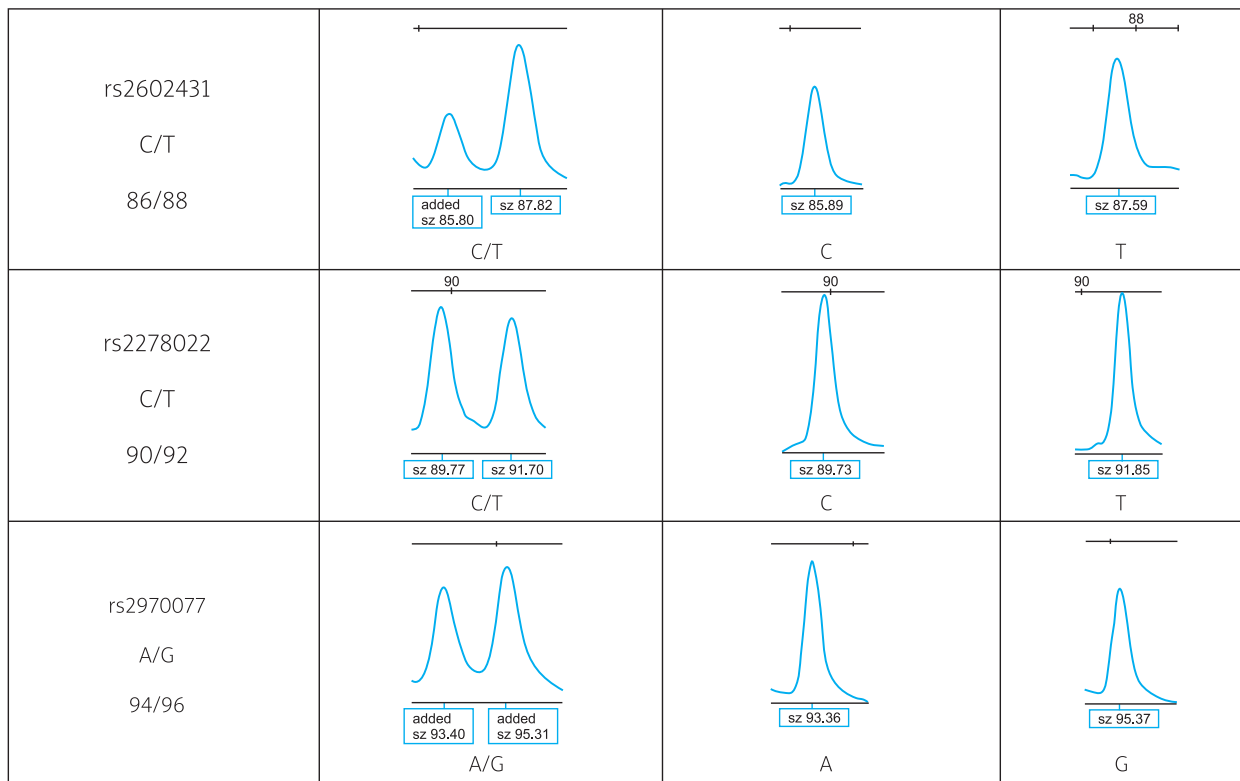 rs2602431
C/T
86/88
added
sz 85.80
sz 87.82
C/T
sz 85.89
C
88
sz 87.59
T
rs2278022
C/T
90/92
90
sz 89.77
sz 91.70
C/T
90
sz 89.73
C
90
sz 91.85
T
rs2970077
A/G
94/96
added
sz 93.40
added
sz 95.31
A/G
sz 93.36
A
sz 95.37
G